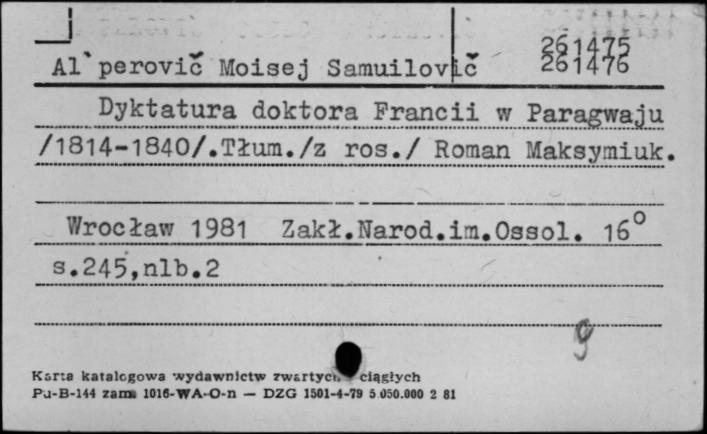 261475
Al`perovič Moisej Samuilovič 261476
Dyktatura doktora Francii w Paragwaju
/1814-1840/.Tłum./z ros./ Roman Maksymiuk.
Wrocław 1981 Zakł.Narod.im.Ossol. 16°
s.245,nlb.2
9
Karta katalogowa wydawnictw zwartych ciągłych
Pu-B-144 zam. 1016-WA-O-n — DZG 1501-4-79 5.050.000 2 81